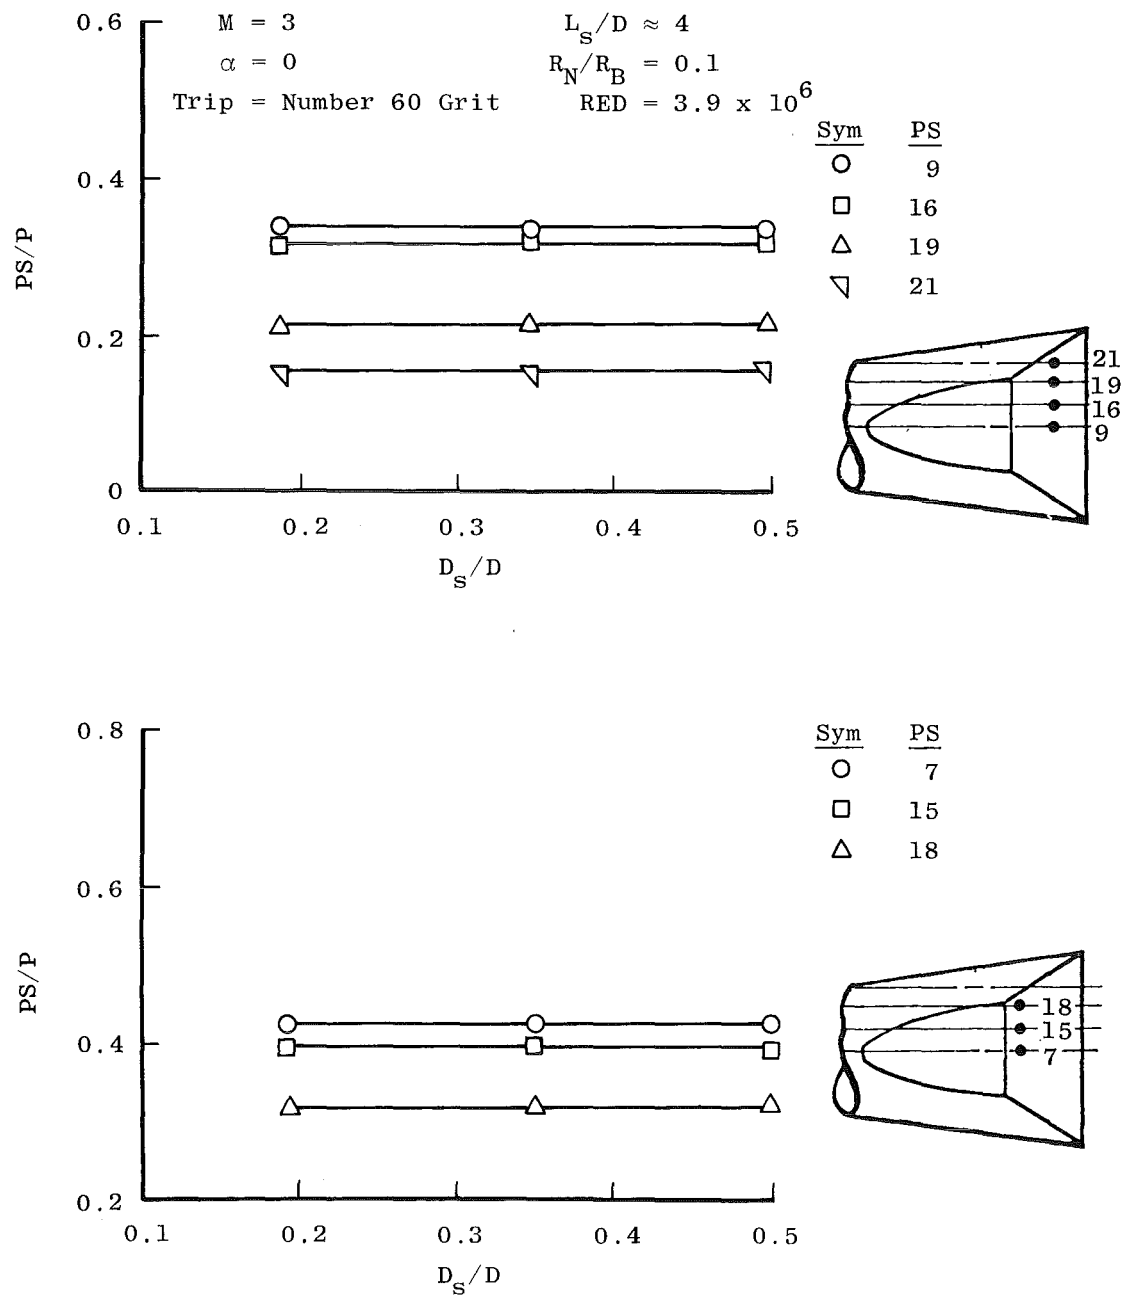 M = 3
L_s/D ≈ 4
α = 0
R_N/R_B = 0.1
Trip = Number 60 Grit
RED = 3.9 x 10^6
Sym PS
9
16
19
21
PS/P
0.6
0.4
0.2
0
0.1 0.2 0.3 0.4 0.5
D_s/D
21
19
16
9
Sym PS
7
15
18
PS/P
0.8
0.6
0.4
0.2
0.1 0.2 0.3 0.4 0.5
D_s/D
18
15
7